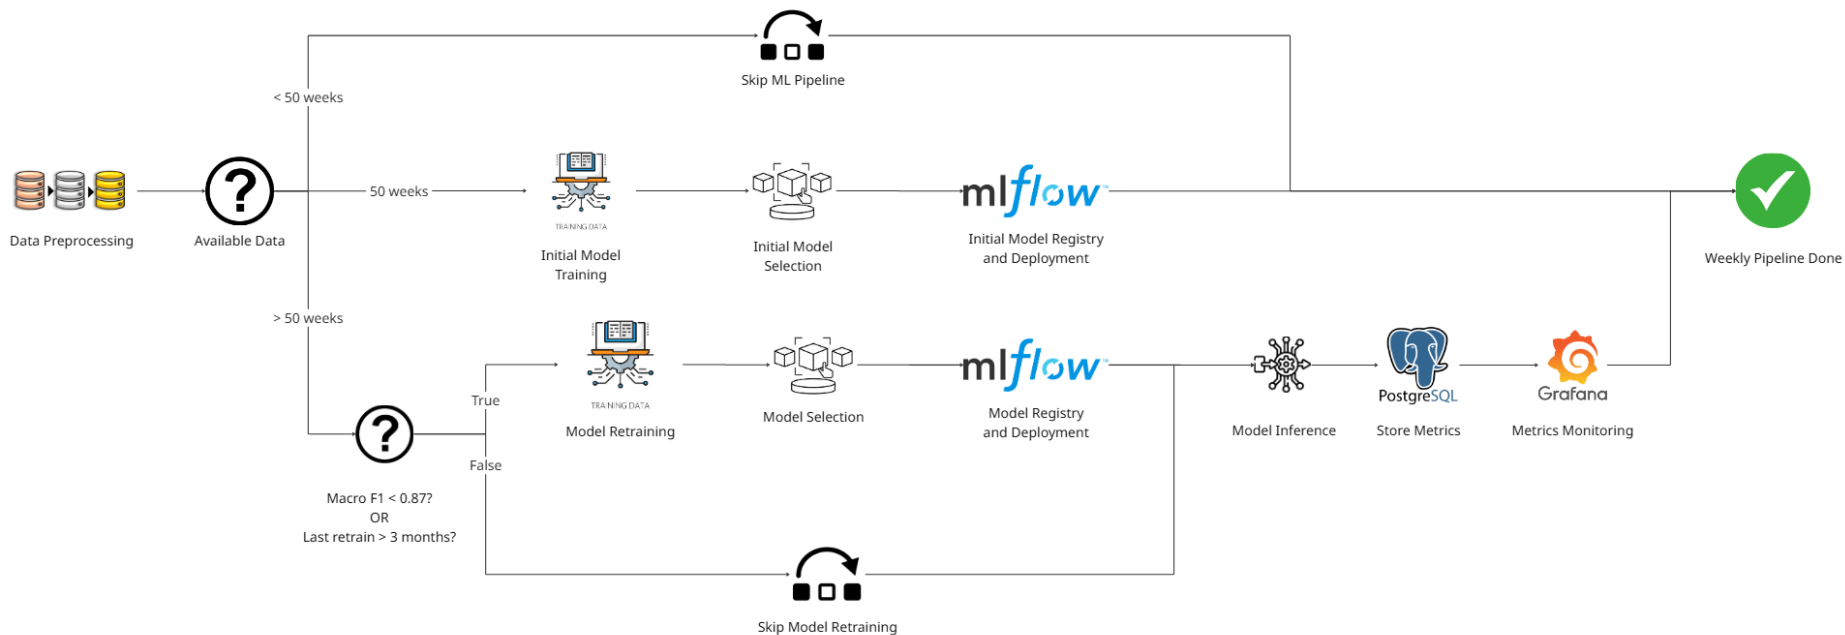 Skip ML Pipeline
< 50 weeks
Data Preprocessing
?
Available Data
50 weeks
TRAINING DATA
Initial Model
Training
Initial Model
Selection
mlflow™
Initial Model Registry
and Deployment
Weekly Pipeline Done
> 50 weeks
?
Macro F1 < 0.87?
OR
Last retrain > 3 months?
True
False
TRAINING DATA
Model Retraining
Model Selection
mlflow™
Model Registry
and Deployment
Model Inference
PostgreSQL
Store Metrics
Grafana
Metrics Monitoring
Skip Model Retraining